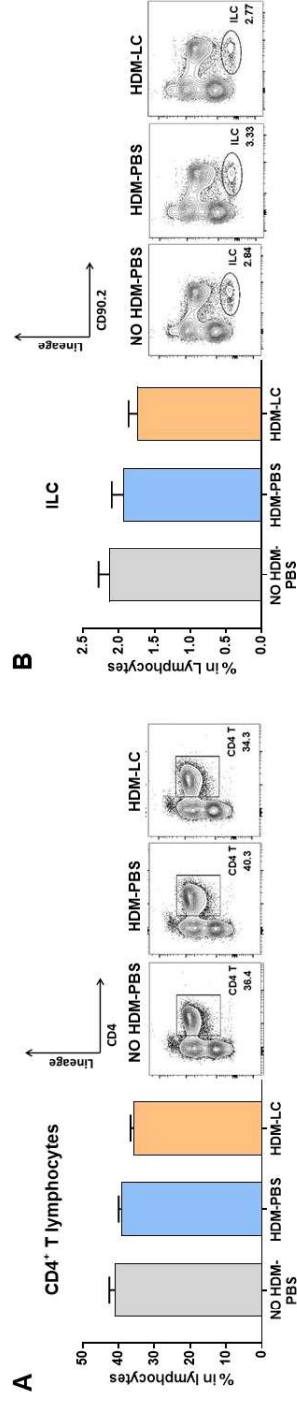 A
CD4⁺ T lymphocytes
% in Lymphocytes
50
40
30
20
10
0
NO HDM-
PBS
HDM-PBS
HDM-LC
Lineage
CD4
NO HDM-PBS
HDM-PBS
HDM-LC
CD4 T
36.4
CD4 T
40.3
CD4 T
34.3
B
ILC
% in Lymphocytes
2.5
2.0
1.5
1.0
0.5
0.0
NO HDM-
PBS
HDM-PBS
HDM-LC
Lineage
CD90.2
NO HDM-PBS
HDM-PBS
HDM-LC
ILC
2.84
ILC
3.33
ILC
2.77